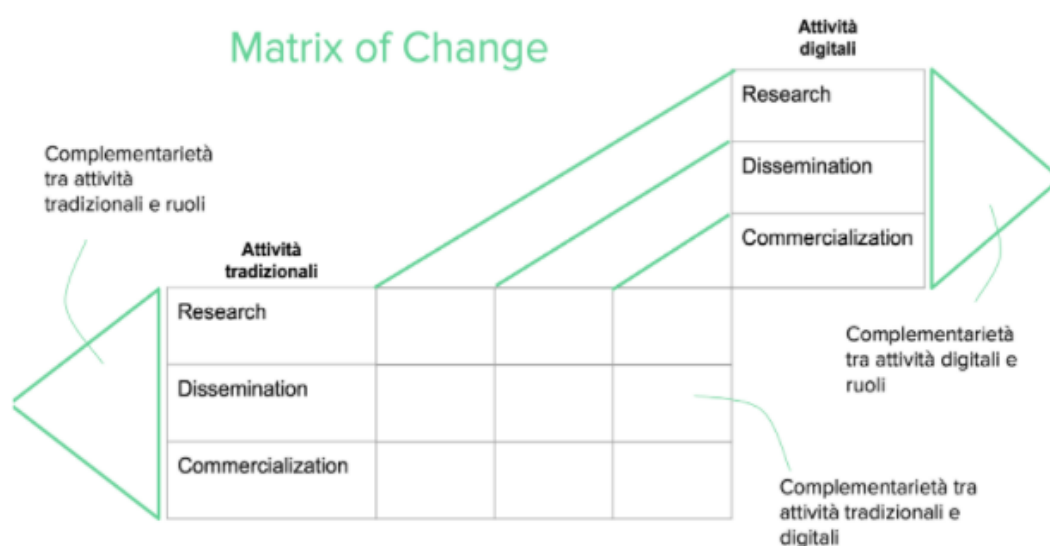 Matrix of Change
Attività
digitali
Research
Dissemination
Commercialization
Complementarietà
tra attività
tradizionali e ruoli
Attività
tradizionali
Research
Dissemination
Commercialization
Complementarietà
tra attività digitali e
ruoli
Complementarietà tra
attività tradizionali e
digitali